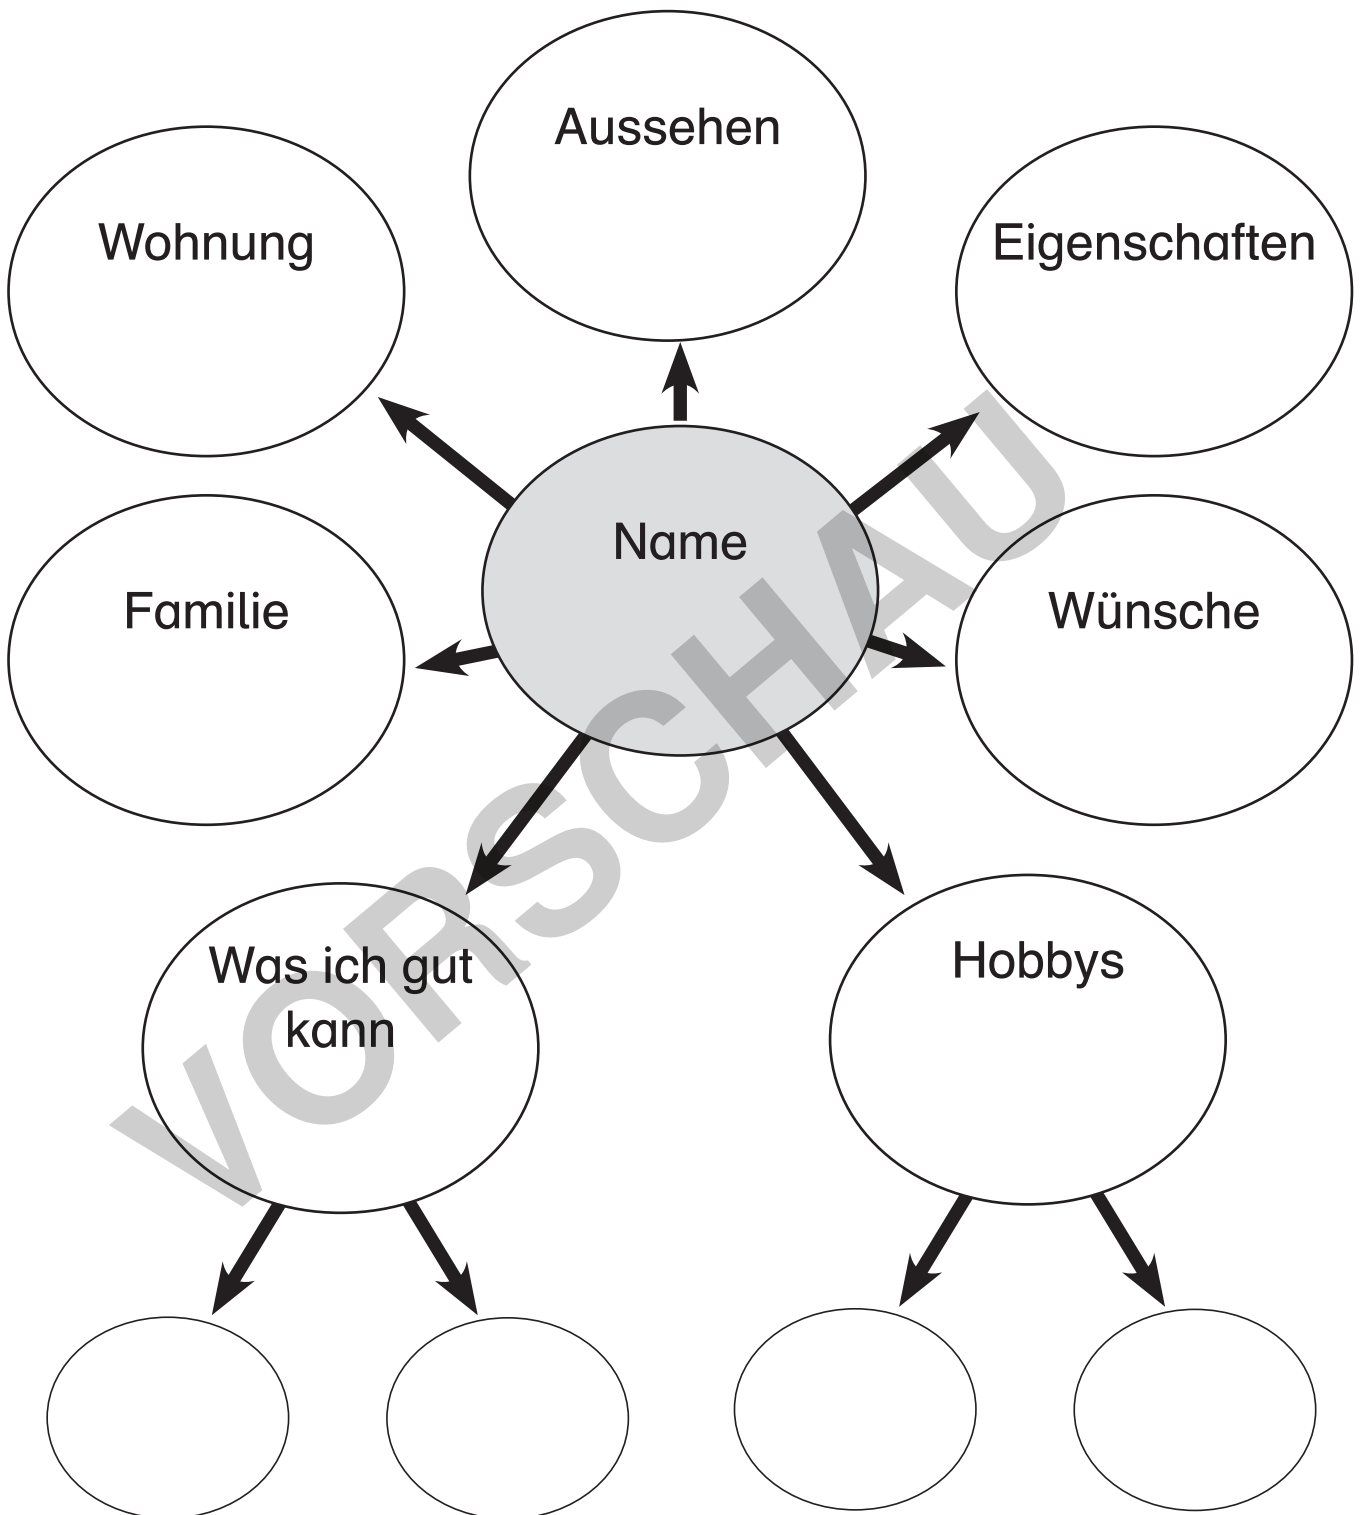 Aussehen
Wohnung
Eigenschaften
Name
Familie
Wünsche
Was ich gut
kann
Hobbys
VORSCHAU